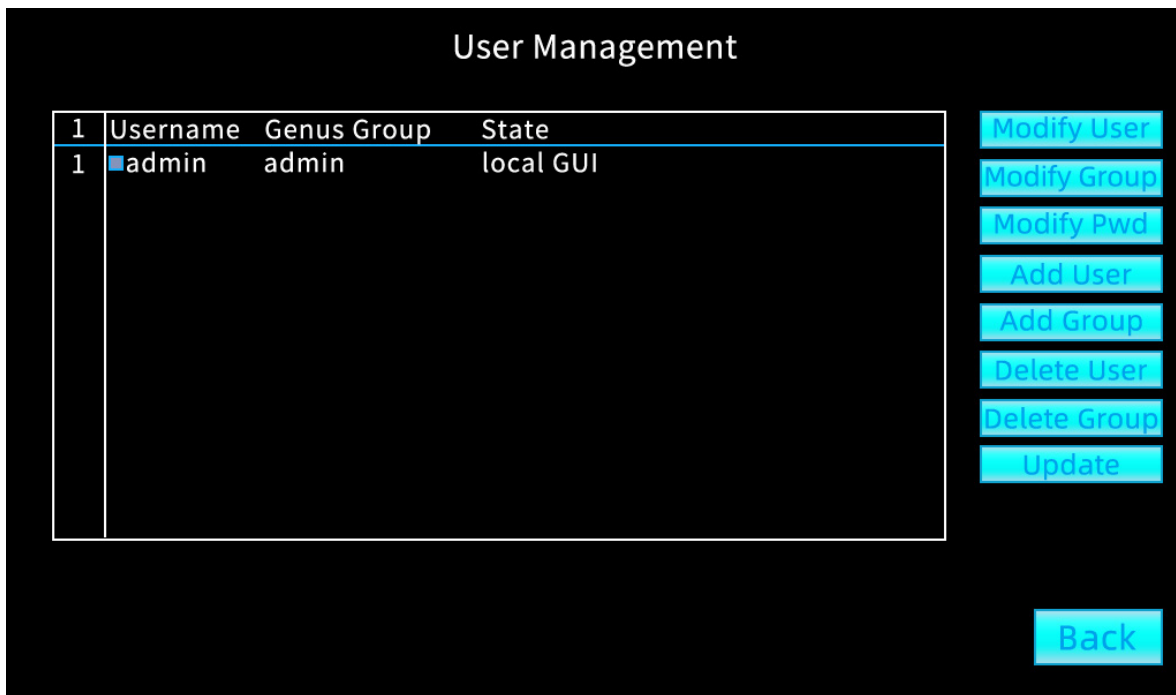 User Management
1 Username Genus Group State
1 admin admin local GUI
Modify User
Modify Group
Modify Pwd
Add User
Add Group
Delete User
Delete Group
Update
Back